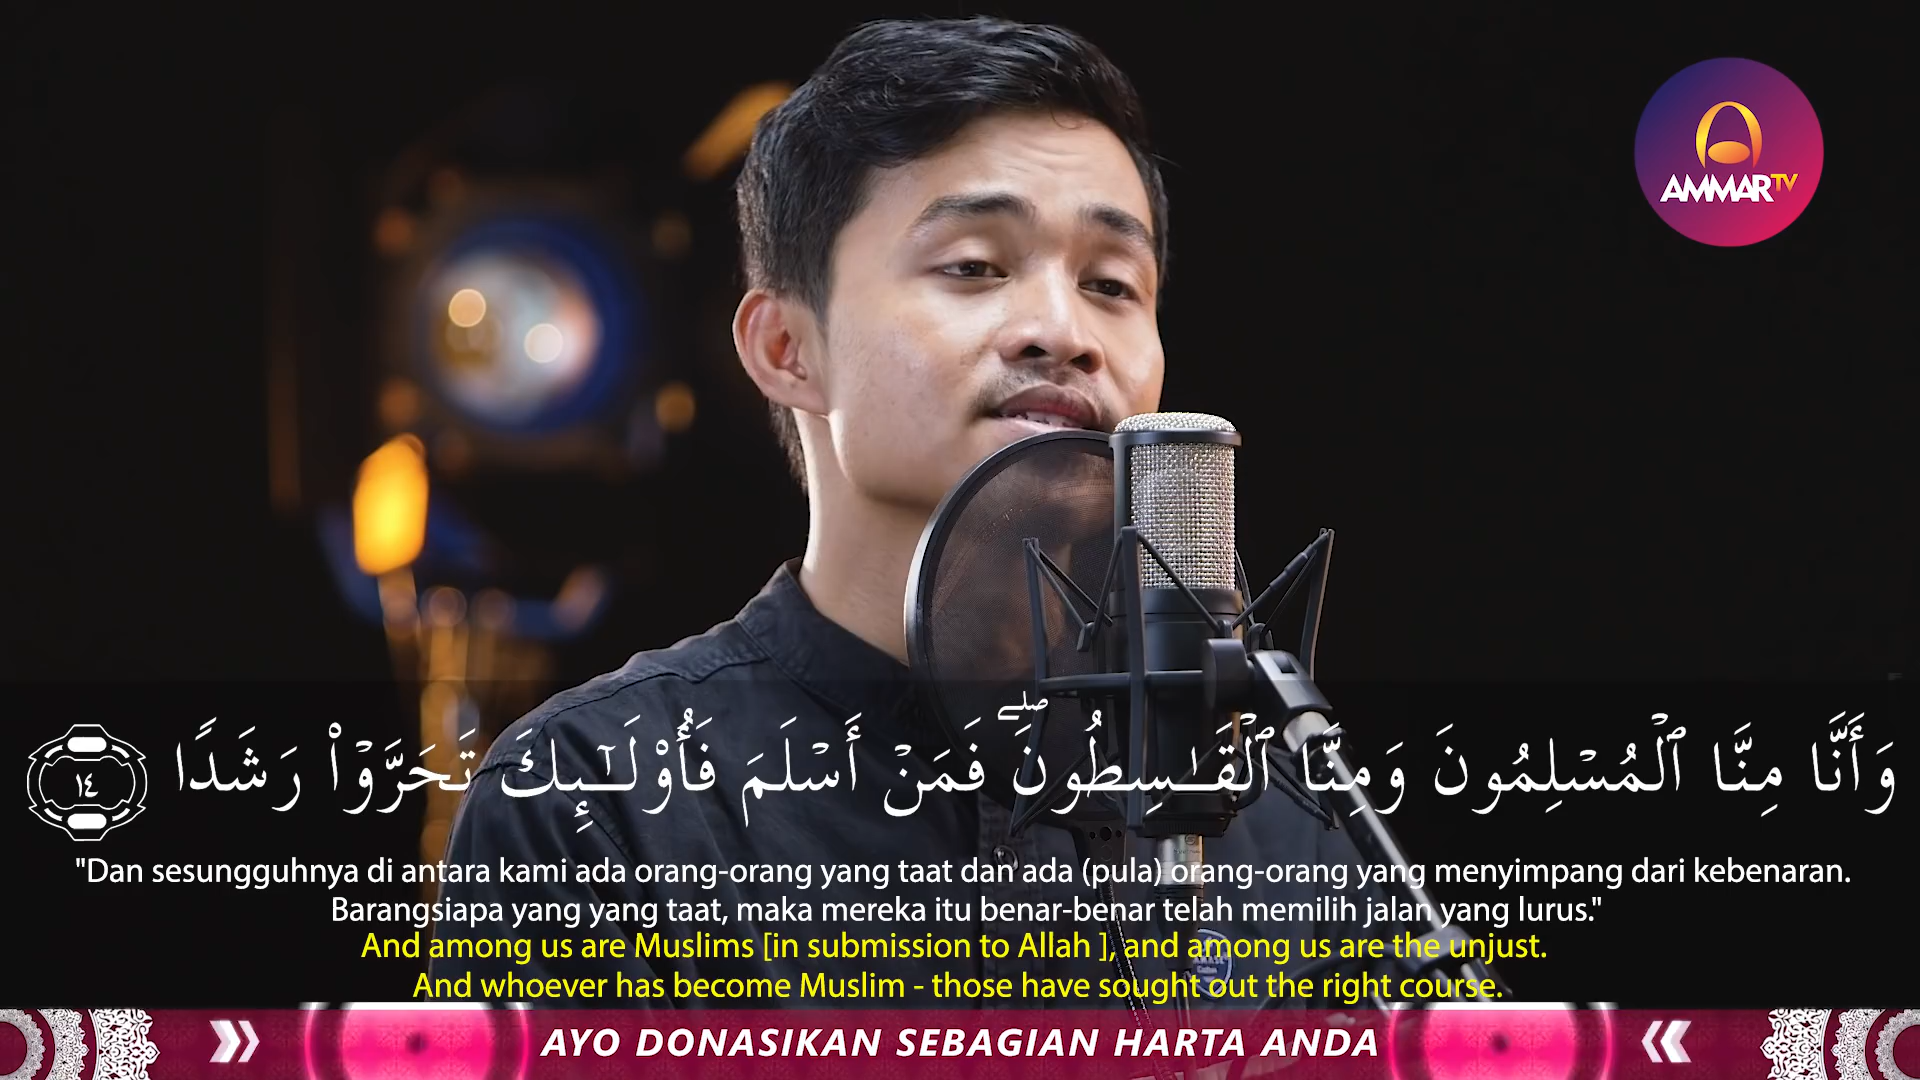 AMMARTV
وَأَنَّا مِنَّا ٱلْمُسْلِمُونَ وَمِنَّا ٱلْقَـٰسِطُونَ ۖ فَمَنْ أَسْلَمَ فَأُو۟لَـٰٓئِكَ تَحَرَّوْا۟ رَشَدًا ١٤
"Dan sesungguhnya di antara kami ada orang-orang yang taat dan ada (pula) orang-orang yang menyimpang dari kebenaran.
Barangsiapa yang yang taat, maka mereka itu benar-benar telah memilih jalan yang lurus."
And among us are Muslims [in submission to Allah ], and among us are the unjust.
And whoever has become Muslim - those have sought out the right course.
AYO DONASIKAN SEBAGIAN HARTA ANDA